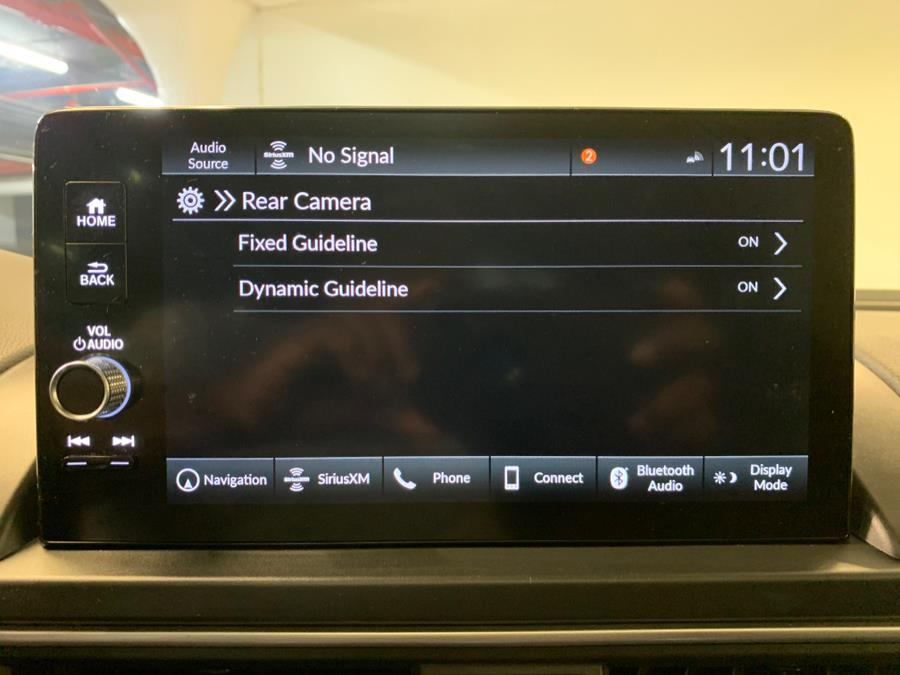 Audio
Source
SiriusXM
No Signal
2
11:01
HOME
Rear Camera
Fixed Guideline
ON
BACK
Dynamic Guideline
ON
VOL
AUDIO
Navigation
SiriusXM
SiriusXM
Phone
Connect
Bluetooth
Audio
Display
Mode